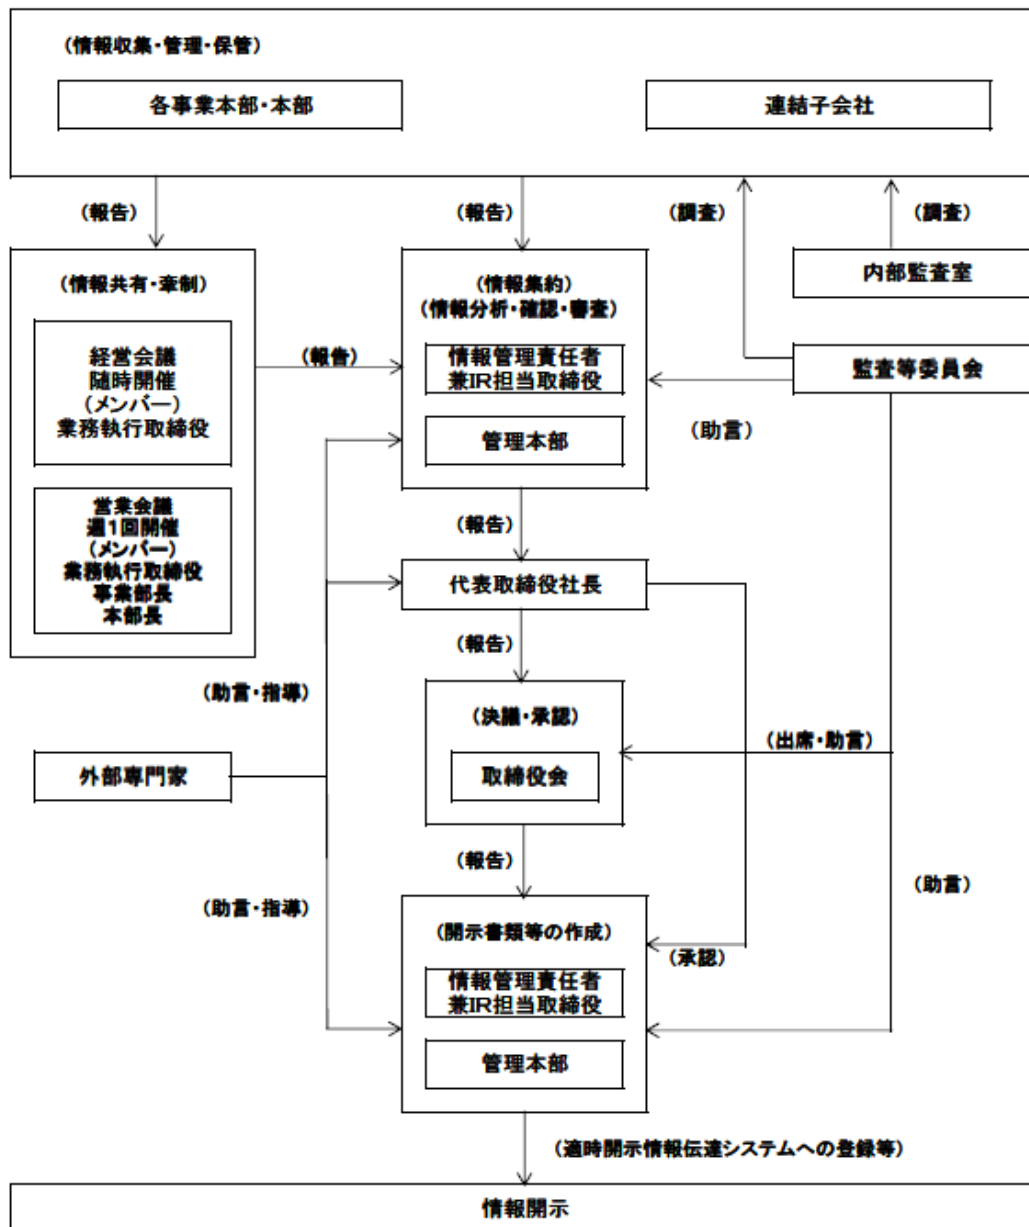 （情報収集・管理・保管）
各事業本部・本部
連結子会社
（報告）
（報告）
（調査）
（調査）
（情報共有・牽制）
経営会議
随時開催
（メンバー）
業務執行取締役
営業会議
週１回開催
（メンバー）
業務執行取締役
事業部長
本部長
（報告）
（情報集約）
（情報分析・確認・審査）
情報管理責任者
兼IR担当取締役
管理本部
内部監査室
監査等委員会
（助言）
（報告）
代表取締役社長
（報告）
（助言・指導）
（決議・承認）
取締役会
（出席・助言）
外部専門家
（報告）
（助言・指導）
（助言）
（開示書類等の作成）
情報管理責任者
兼IR担当取締役
管理本部
（承認）
（適時開示情報伝達システムへの登録等）
情報開示